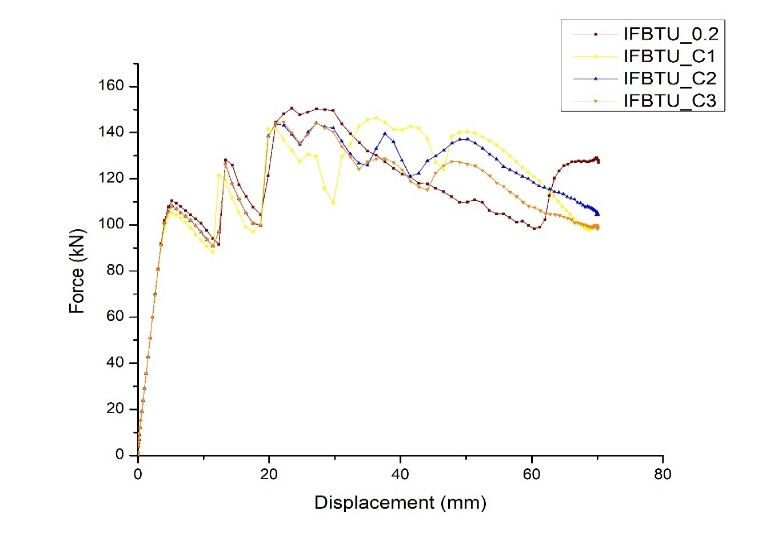 IFBTU_0.2
IFBTU_C1
IFBTU_C2
IFBTU_C3
160
140
120
100
80
60
40
20
0
Force (kN)
0 20 40 60 80
Displacement (mm)